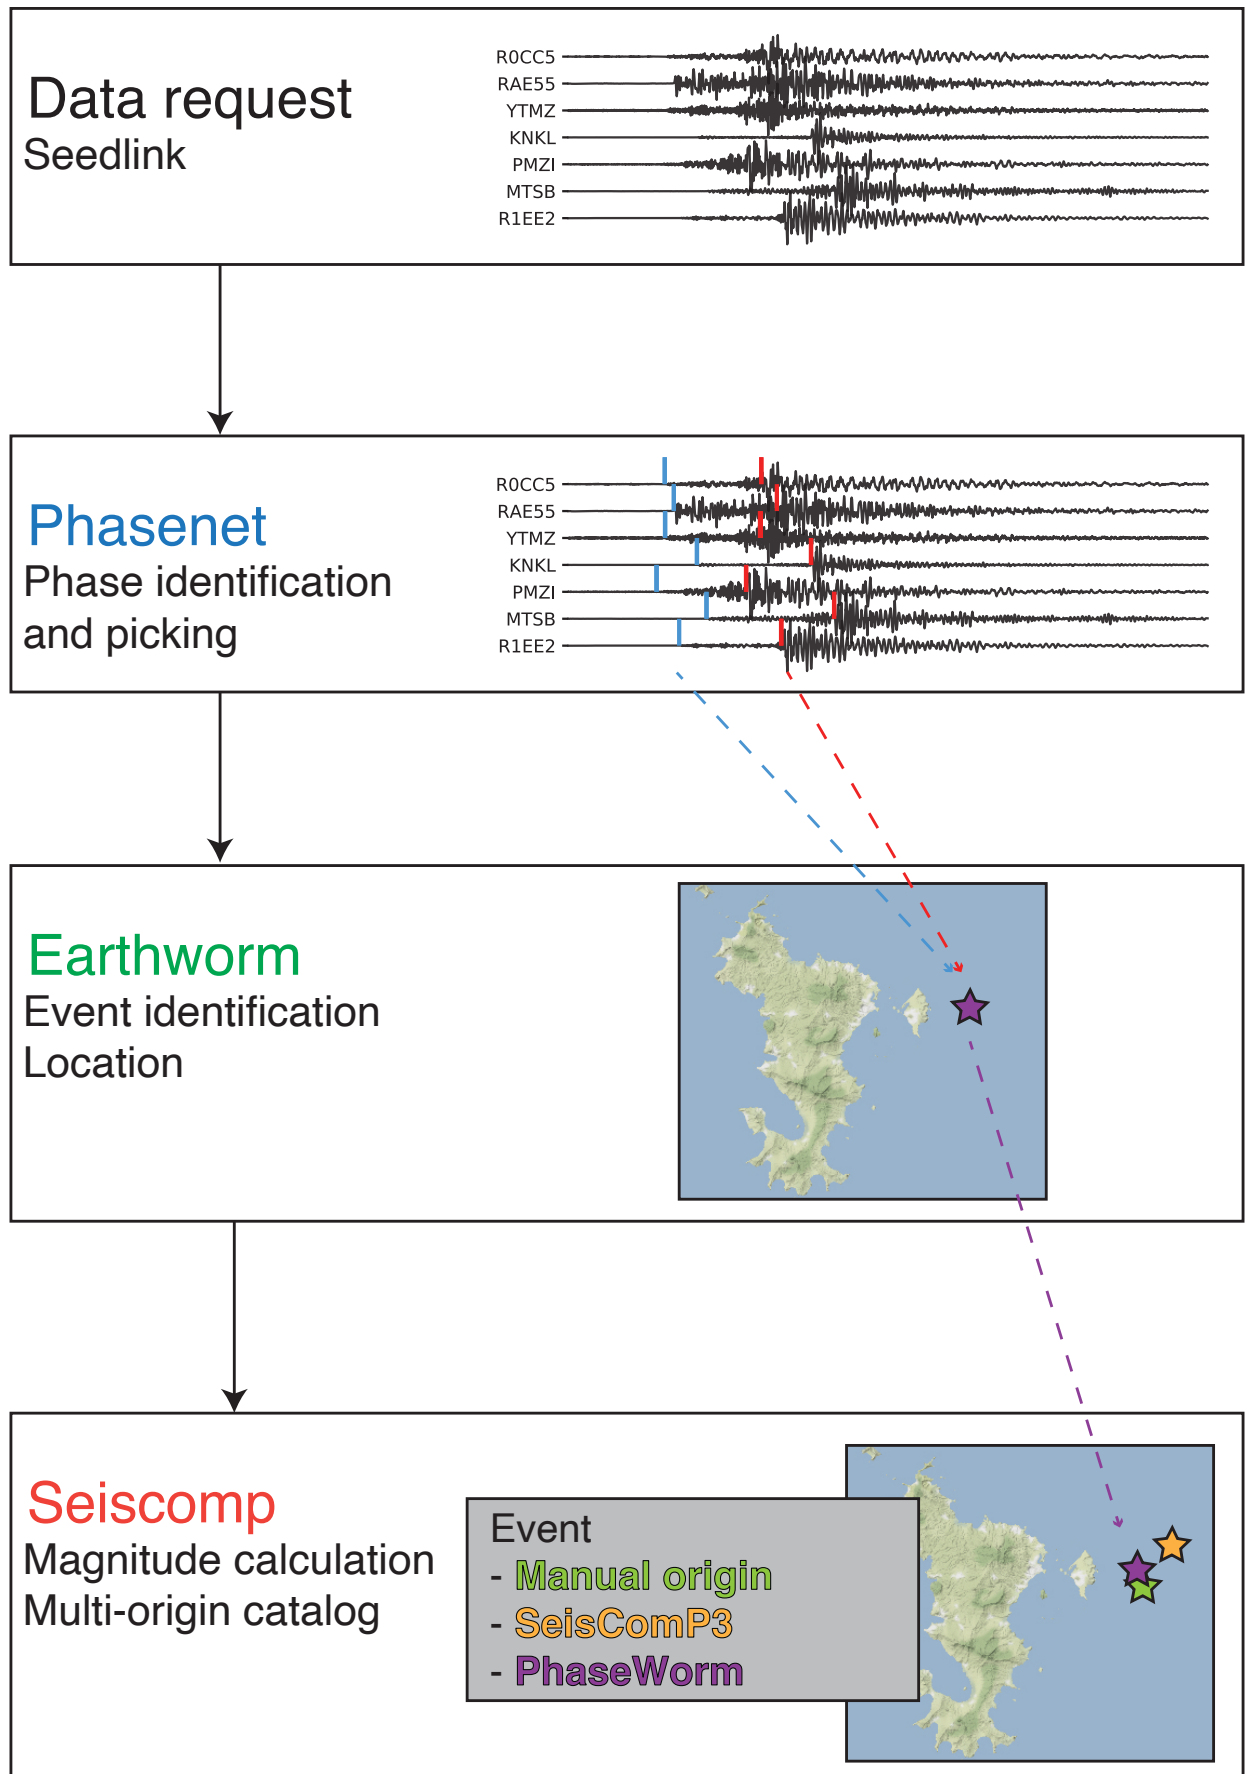 Data request
Seedlink
R0CC5
RAE55
YTMZ
KNKL
PMZI
MTSB
R1EE2
Phasenet
Phase identification
and picking
R0CC5
RAE55
YTMZ
KNKL
PMZI
MTSB
R1EE2
Earthworm
Event identification
Location
Seiscomp
Magnitude calculation
Multi-origin catalog
Event
- Manual origin
- SeisComP3
- PhaseWorm